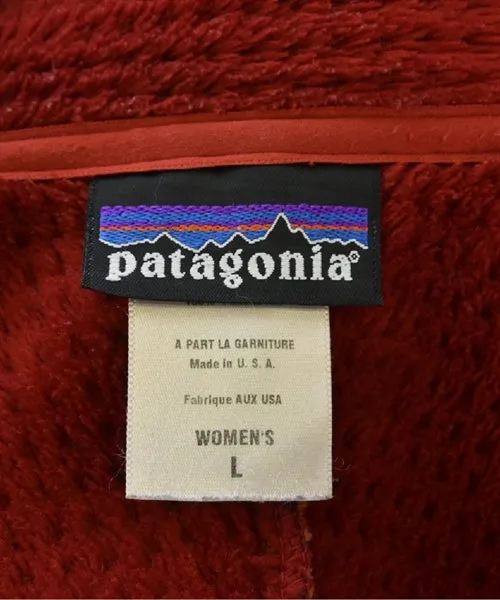 patagonia®
A PART LA GARNITURE
Made in U. S. A.
Fabrique AUX USA
WOMEN'S
L